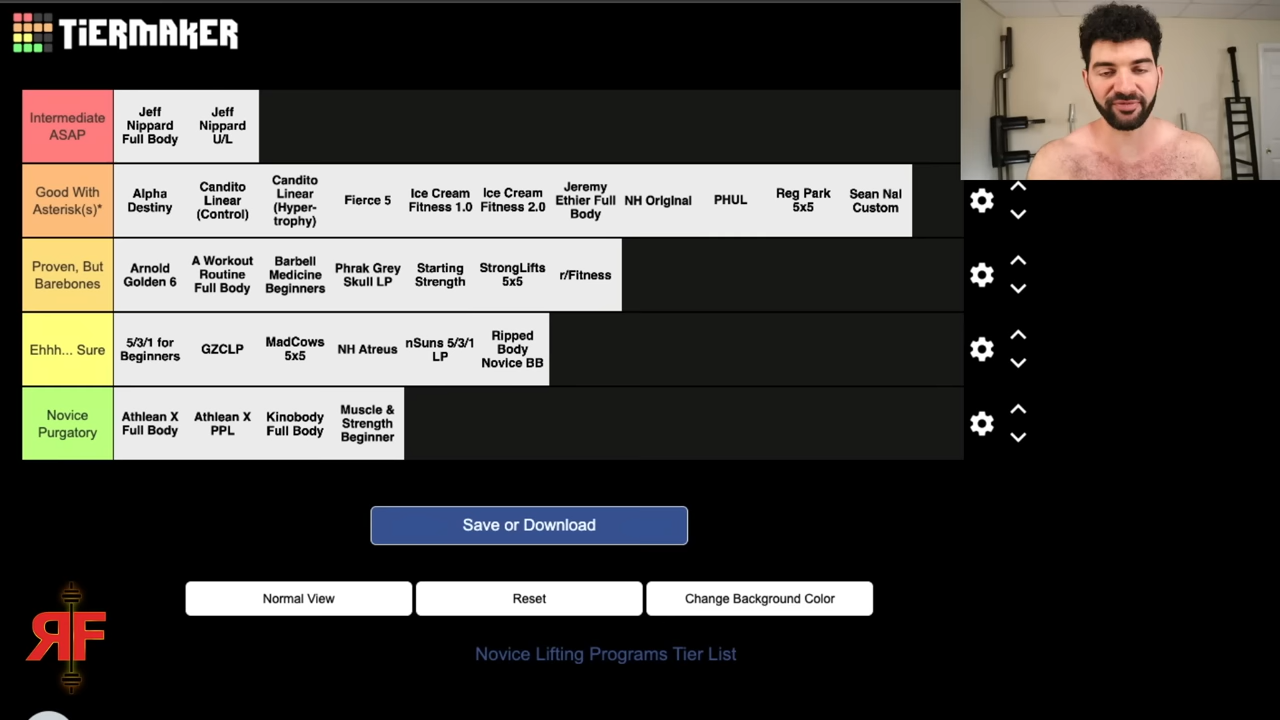 TiERMAKER
Intermediate
ASAP
Jeff
Nippard
Full Body
Jeff
Nippard
U/L
Good With
Asterisk(s)*
Alpha
Destiny
Candito
Linear
(Control)
Candito
Linear
(Hyper-
trophy)
Fierce 5
Ice Cream
Fitness 1.0
Ice Cream
Fitness 2.0
Jeremy
Ethier Full
Body
NH Original
PHUL
Reg Park
5x5
Sean Nal
Custom
Proven, But
Barebones
Arnold
Golden 6
A Workout
Routine
Full Body
Barbell
Medicine
Beginners
Phrak Grey
Skull LP
Starting
Strength
StrongLifts
5x5
r/Fitness
Ehhh... Sure
5/3/1 for
Beginners
GZCLP
MadCows
5x5
NH Atreus
nSuns 5/3/1
LP
Ripped
Body
Novice BB
Novice
Purgatory
Athlean X
Full Body
Athlean X
PPL
Kinobody
Full Body
Muscle &
Strength
Beginner
Save or Download
Normal View
Reset
Change Background Color
RF
Novice Lifting Programs Tier List